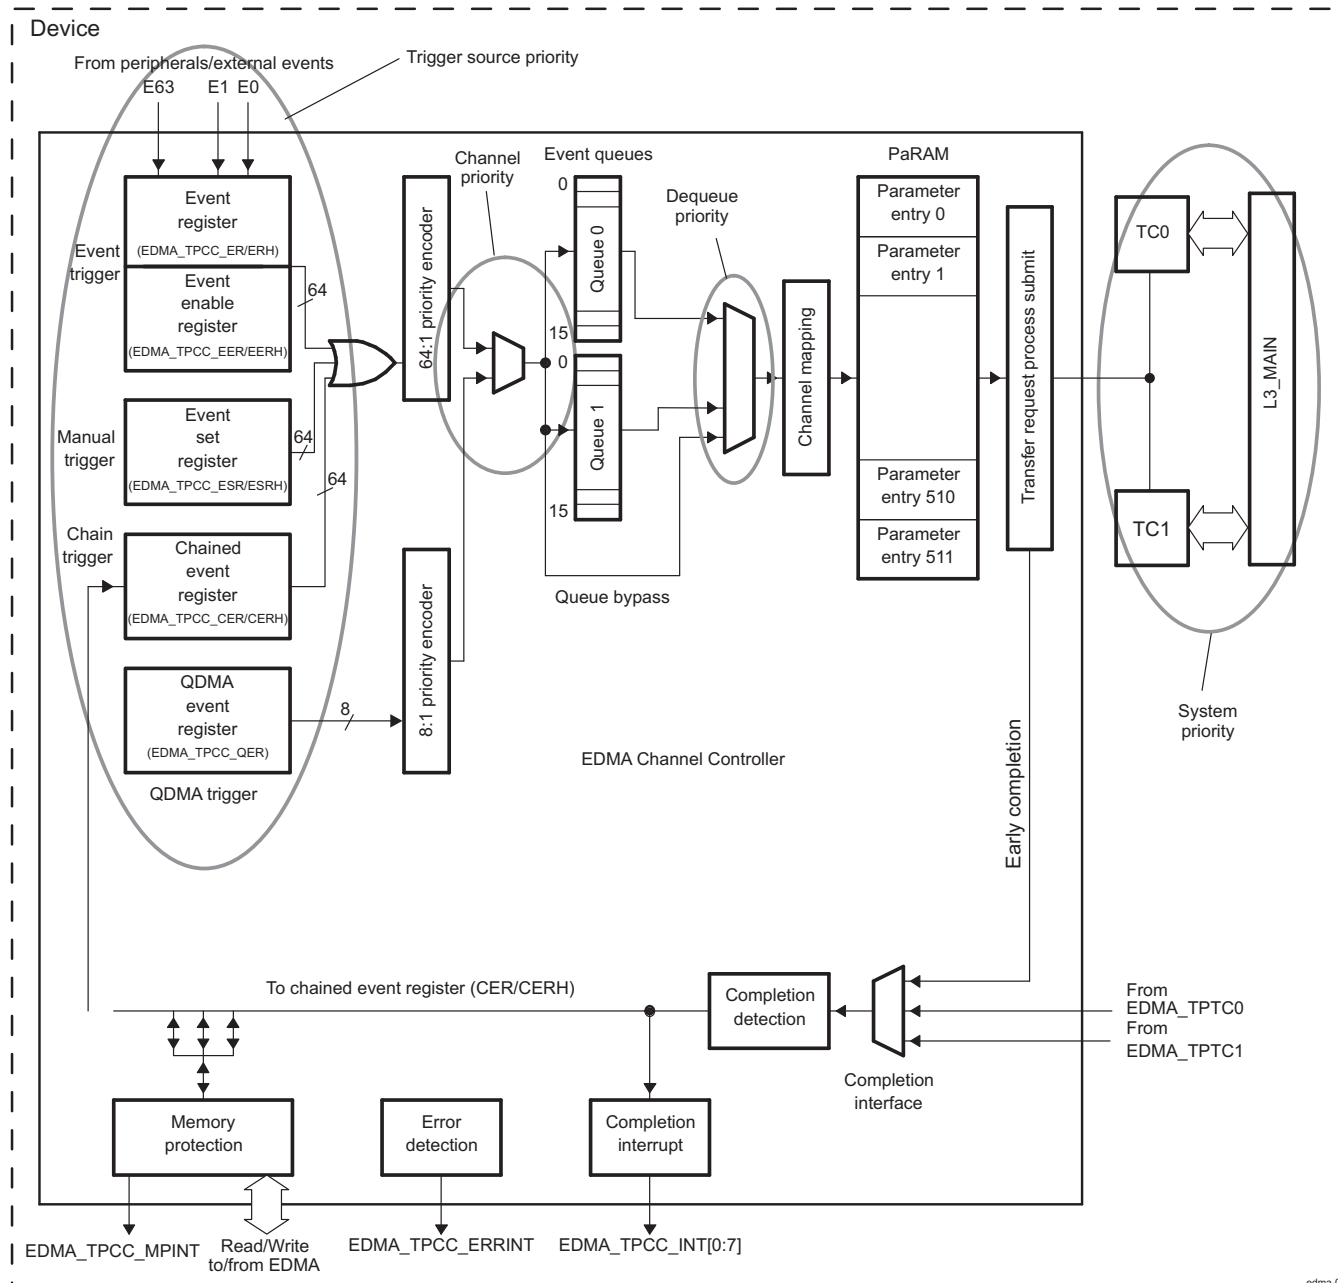 Device
From peripherals/external events
Trigger source priority
E63
E1
E0
Event
register
(EDMA_TPCC_ER/ERH)
Event
trigger
Event
enable
register
(EDMA_TPCC_EER/EERH)
64
Manual
trigger
Event
set
register
(EDMA_TPCC_ESR/ESRH)
64
64
Chain
trigger
Chained
event
register
(EDMA_TPCC_CER/CERH)
QDMA
event
register
(EDMA_TPCC_QER)
8
QDMA trigger
64:1 priority encoder
8:1 priority encoder
Channel
priority
Event queues
0
Queue 0
15
0
Queue 1
15
Queue bypass
Dequeue
priority
Channel mapping
PaRAM
Parameter
entry 0
Parameter
entry 1
Parameter
entry 510
Parameter
entry 511
Transfer request process submit
TC0
TC1
L3_MAIN
System
priority
EDMA Channel Controller
Early completion
To chained event register (CER/CERH)
Completion
detection
From
EDMA_TPTC0
From
EDMA_TPTC1
Completion
interface
Memory
protection
Error
detection
Completion
interrupt
EDMA_TPCC_MPINT
Read/Write
to/from EDMA
EDMA_TPCC_ERRINT
EDMA_TPCC_INT[0:7]